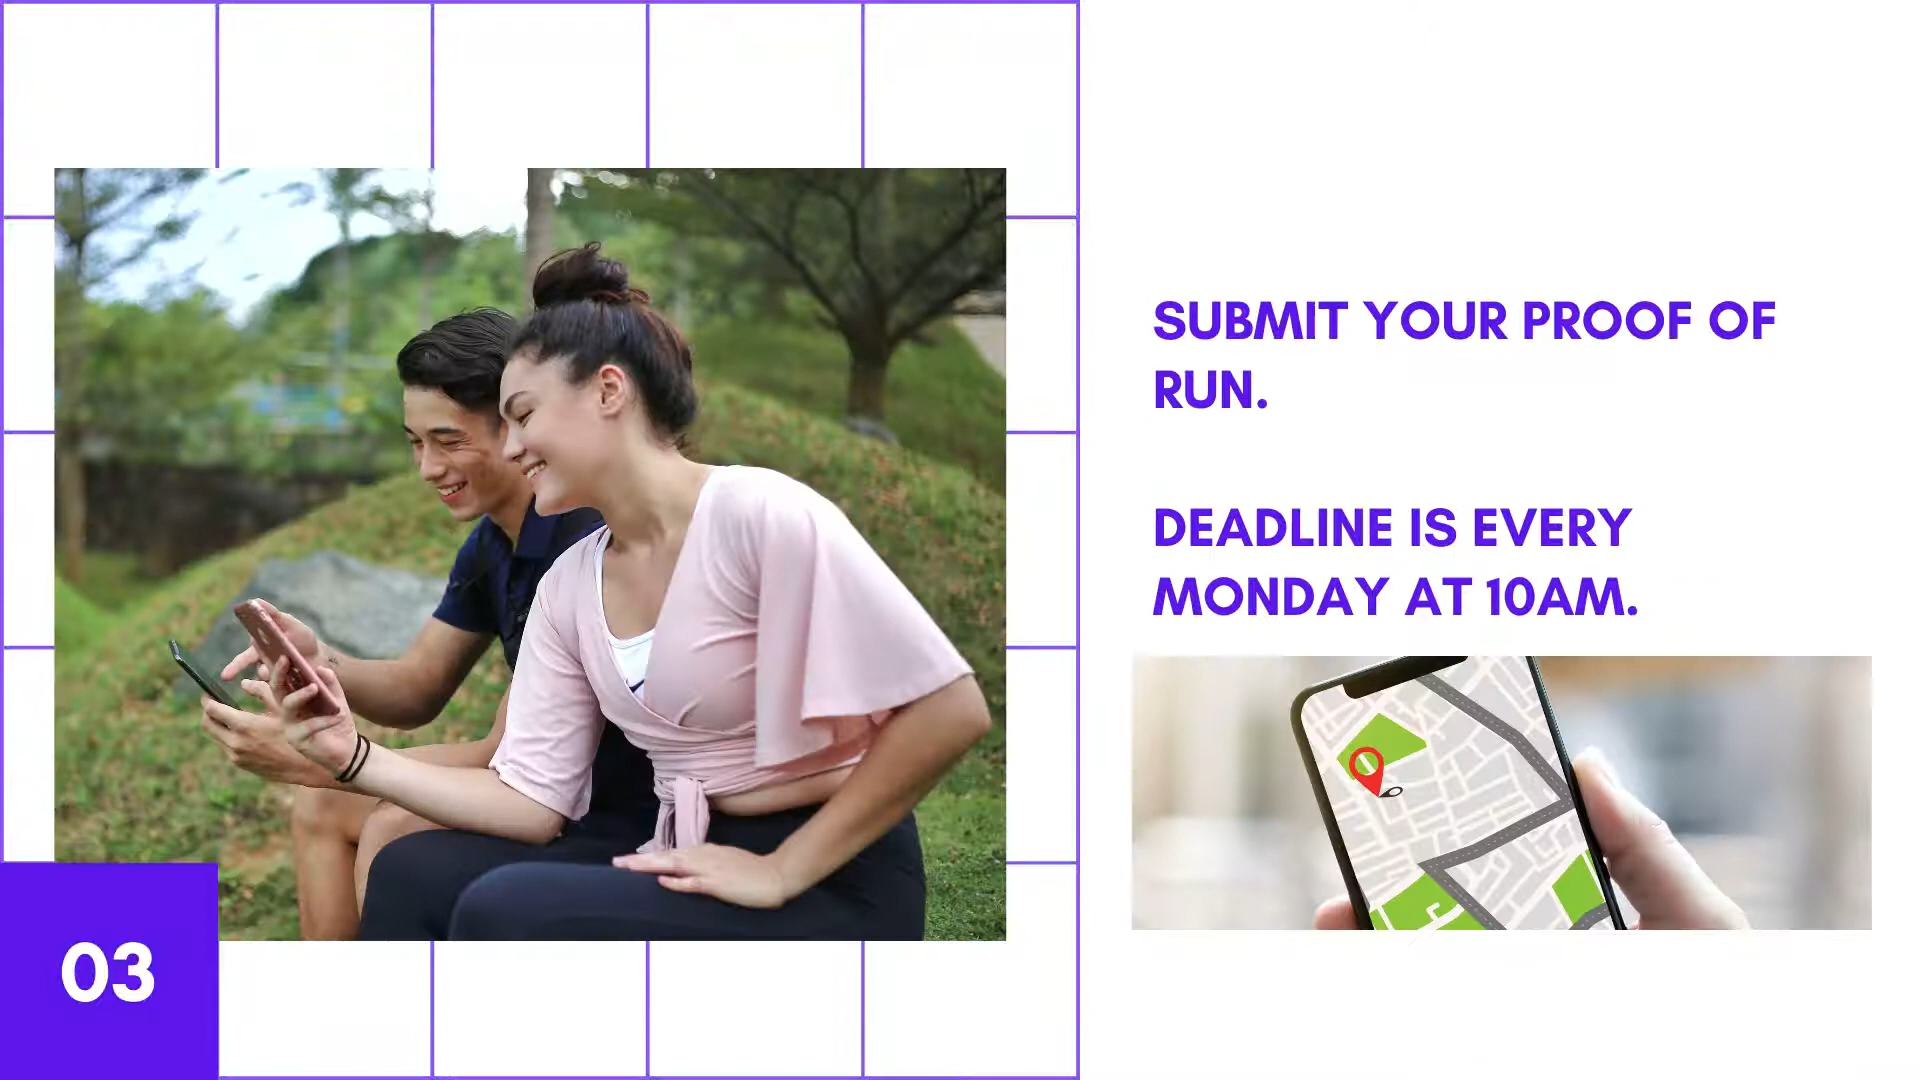 SUBMIT YOUR PROOF OF
RUN.
DEADLINE IS EVERY
MONDAY AT 10AM.
03